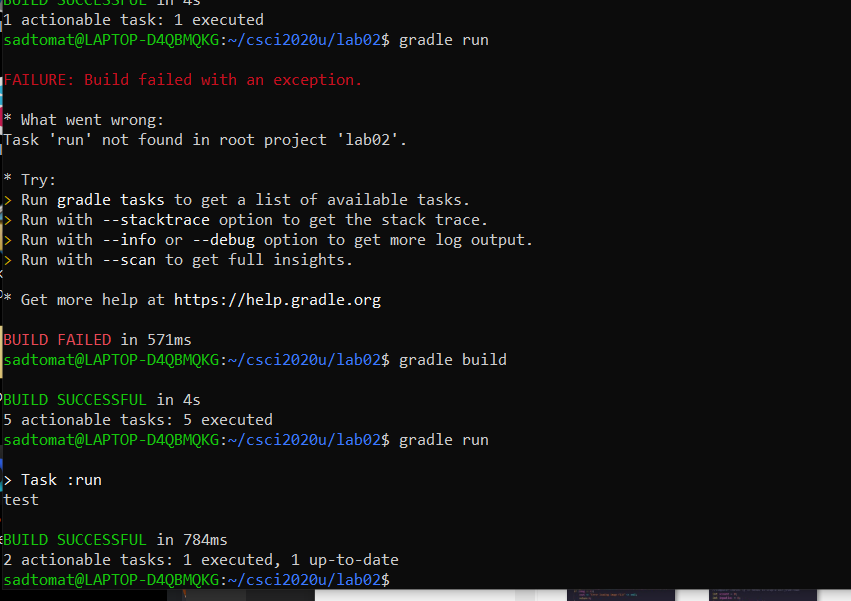 BUILD SUCCESSFUL in 4s
1 actionable task: 1 executed
sadtomat@LAPTOP-D4QBMQKG:~/csci2020u/lab02$ gradle run
FAILURE: Build failed with an exception.
* What went wrong:
Task 'run' not found in root project 'lab02'.
* Try:
> Run gradle tasks to get a list of available tasks.
> Run with --stacktrace option to get the stack trace.
> Run with --info or --debug option to get more log output.
> Run with --scan to get full insights.
* Get more help at https://help.gradle.org
BUILD FAILED in 571ms
sadtomat@LAPTOP-D4QBMQKG:~/csci2020u/lab02$ gradle build
BUILD SUCCESSFUL in 4s
5 actionable tasks: 5 executed
sadtomat@LAPTOP-D4QBMQKG:~/csci2020u/lab02$ gradle run
> Task :run
test
BUILD SUCCESSFUL in 784ms
2 actionable tasks: 1 executed, 1 up-to-date
sadtomat@LAPTOP-D4QBMQKG:~/csci2020u/lab02$